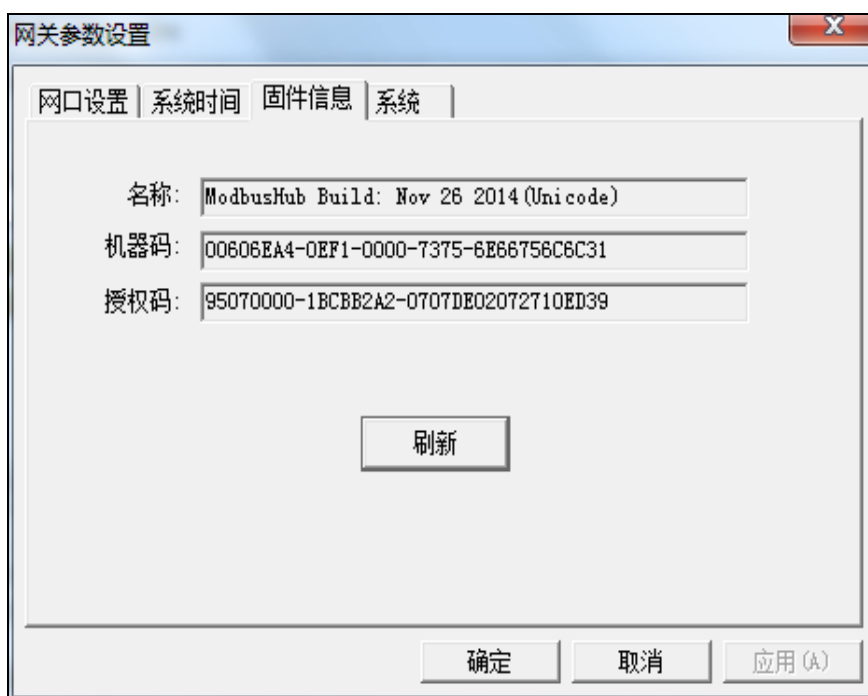 网关参数设置
网口设置 系统时间 固件信息 系统
名称: ModbusHub Build: Nov 26 2014(Unicode)
机器码: 00606EA4-0EF1-0000-7375-6E66756C6C31
授权码: 95070000-1BCBB2A2-0707DE02072710ED39
刷新
确定 取消 应用(A)